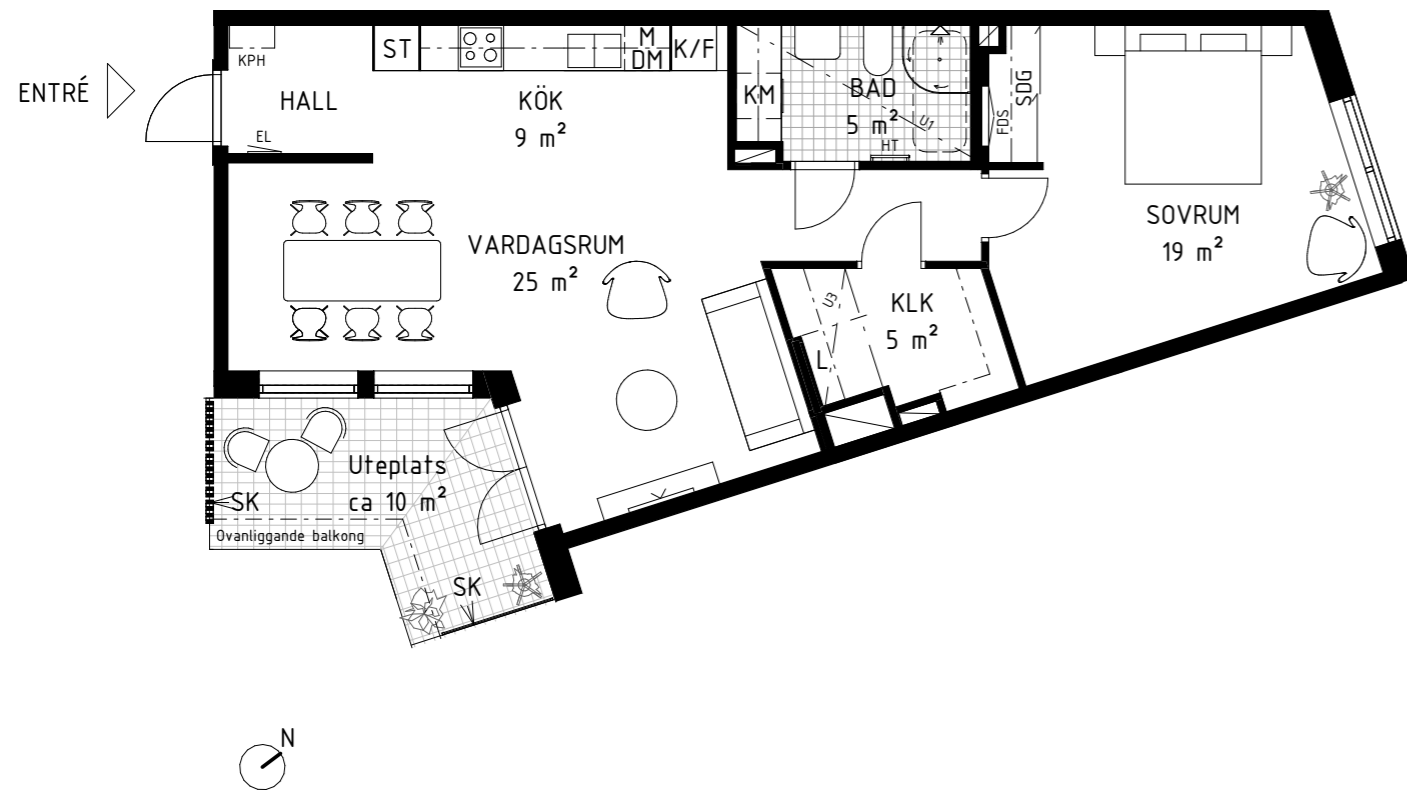 ENTRÉ
KPH
HALL
EL
ST
KÖK
9 m²
M
DM
K/F
KM
BAD
5 m²
U1
HT
FDS
SDG
SOVRUM
19 m²
VARDAGSRUM
25 m²
U3
L
KLK
5 m²
Uteplats
ca 10 m²
SK
Ovanliggande balkong
SK
N